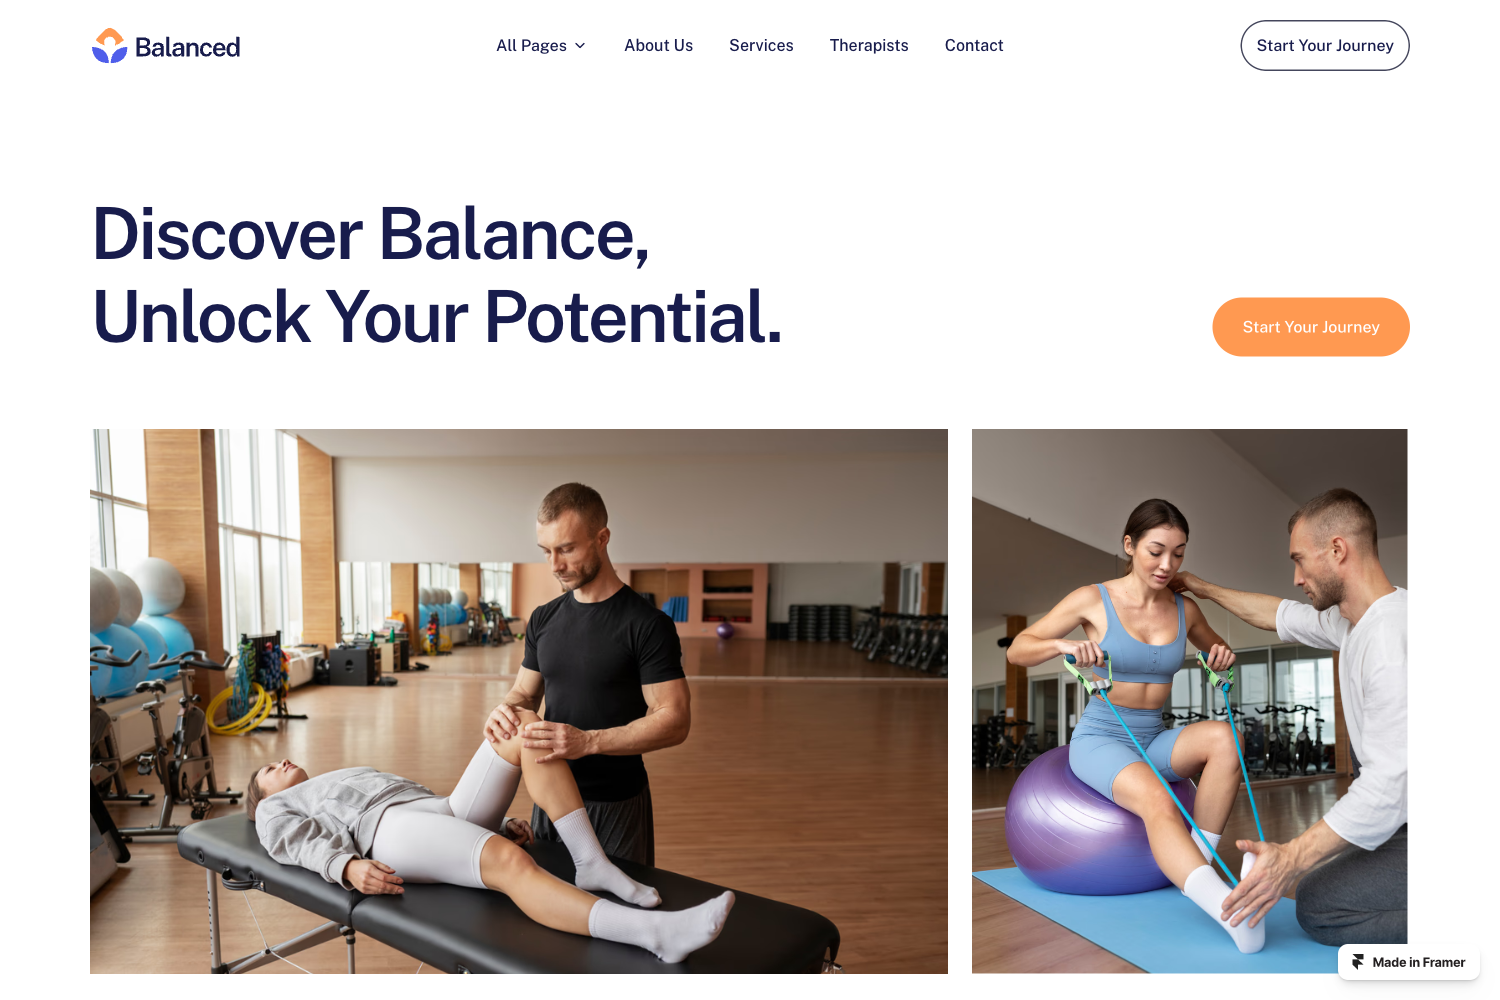 Balanced
All Pages
About Us
Services
Therapists
Contact
Start Your Journey
Discover Balance,
Unlock Your Potential.
Start Your Journey
Made in Framer